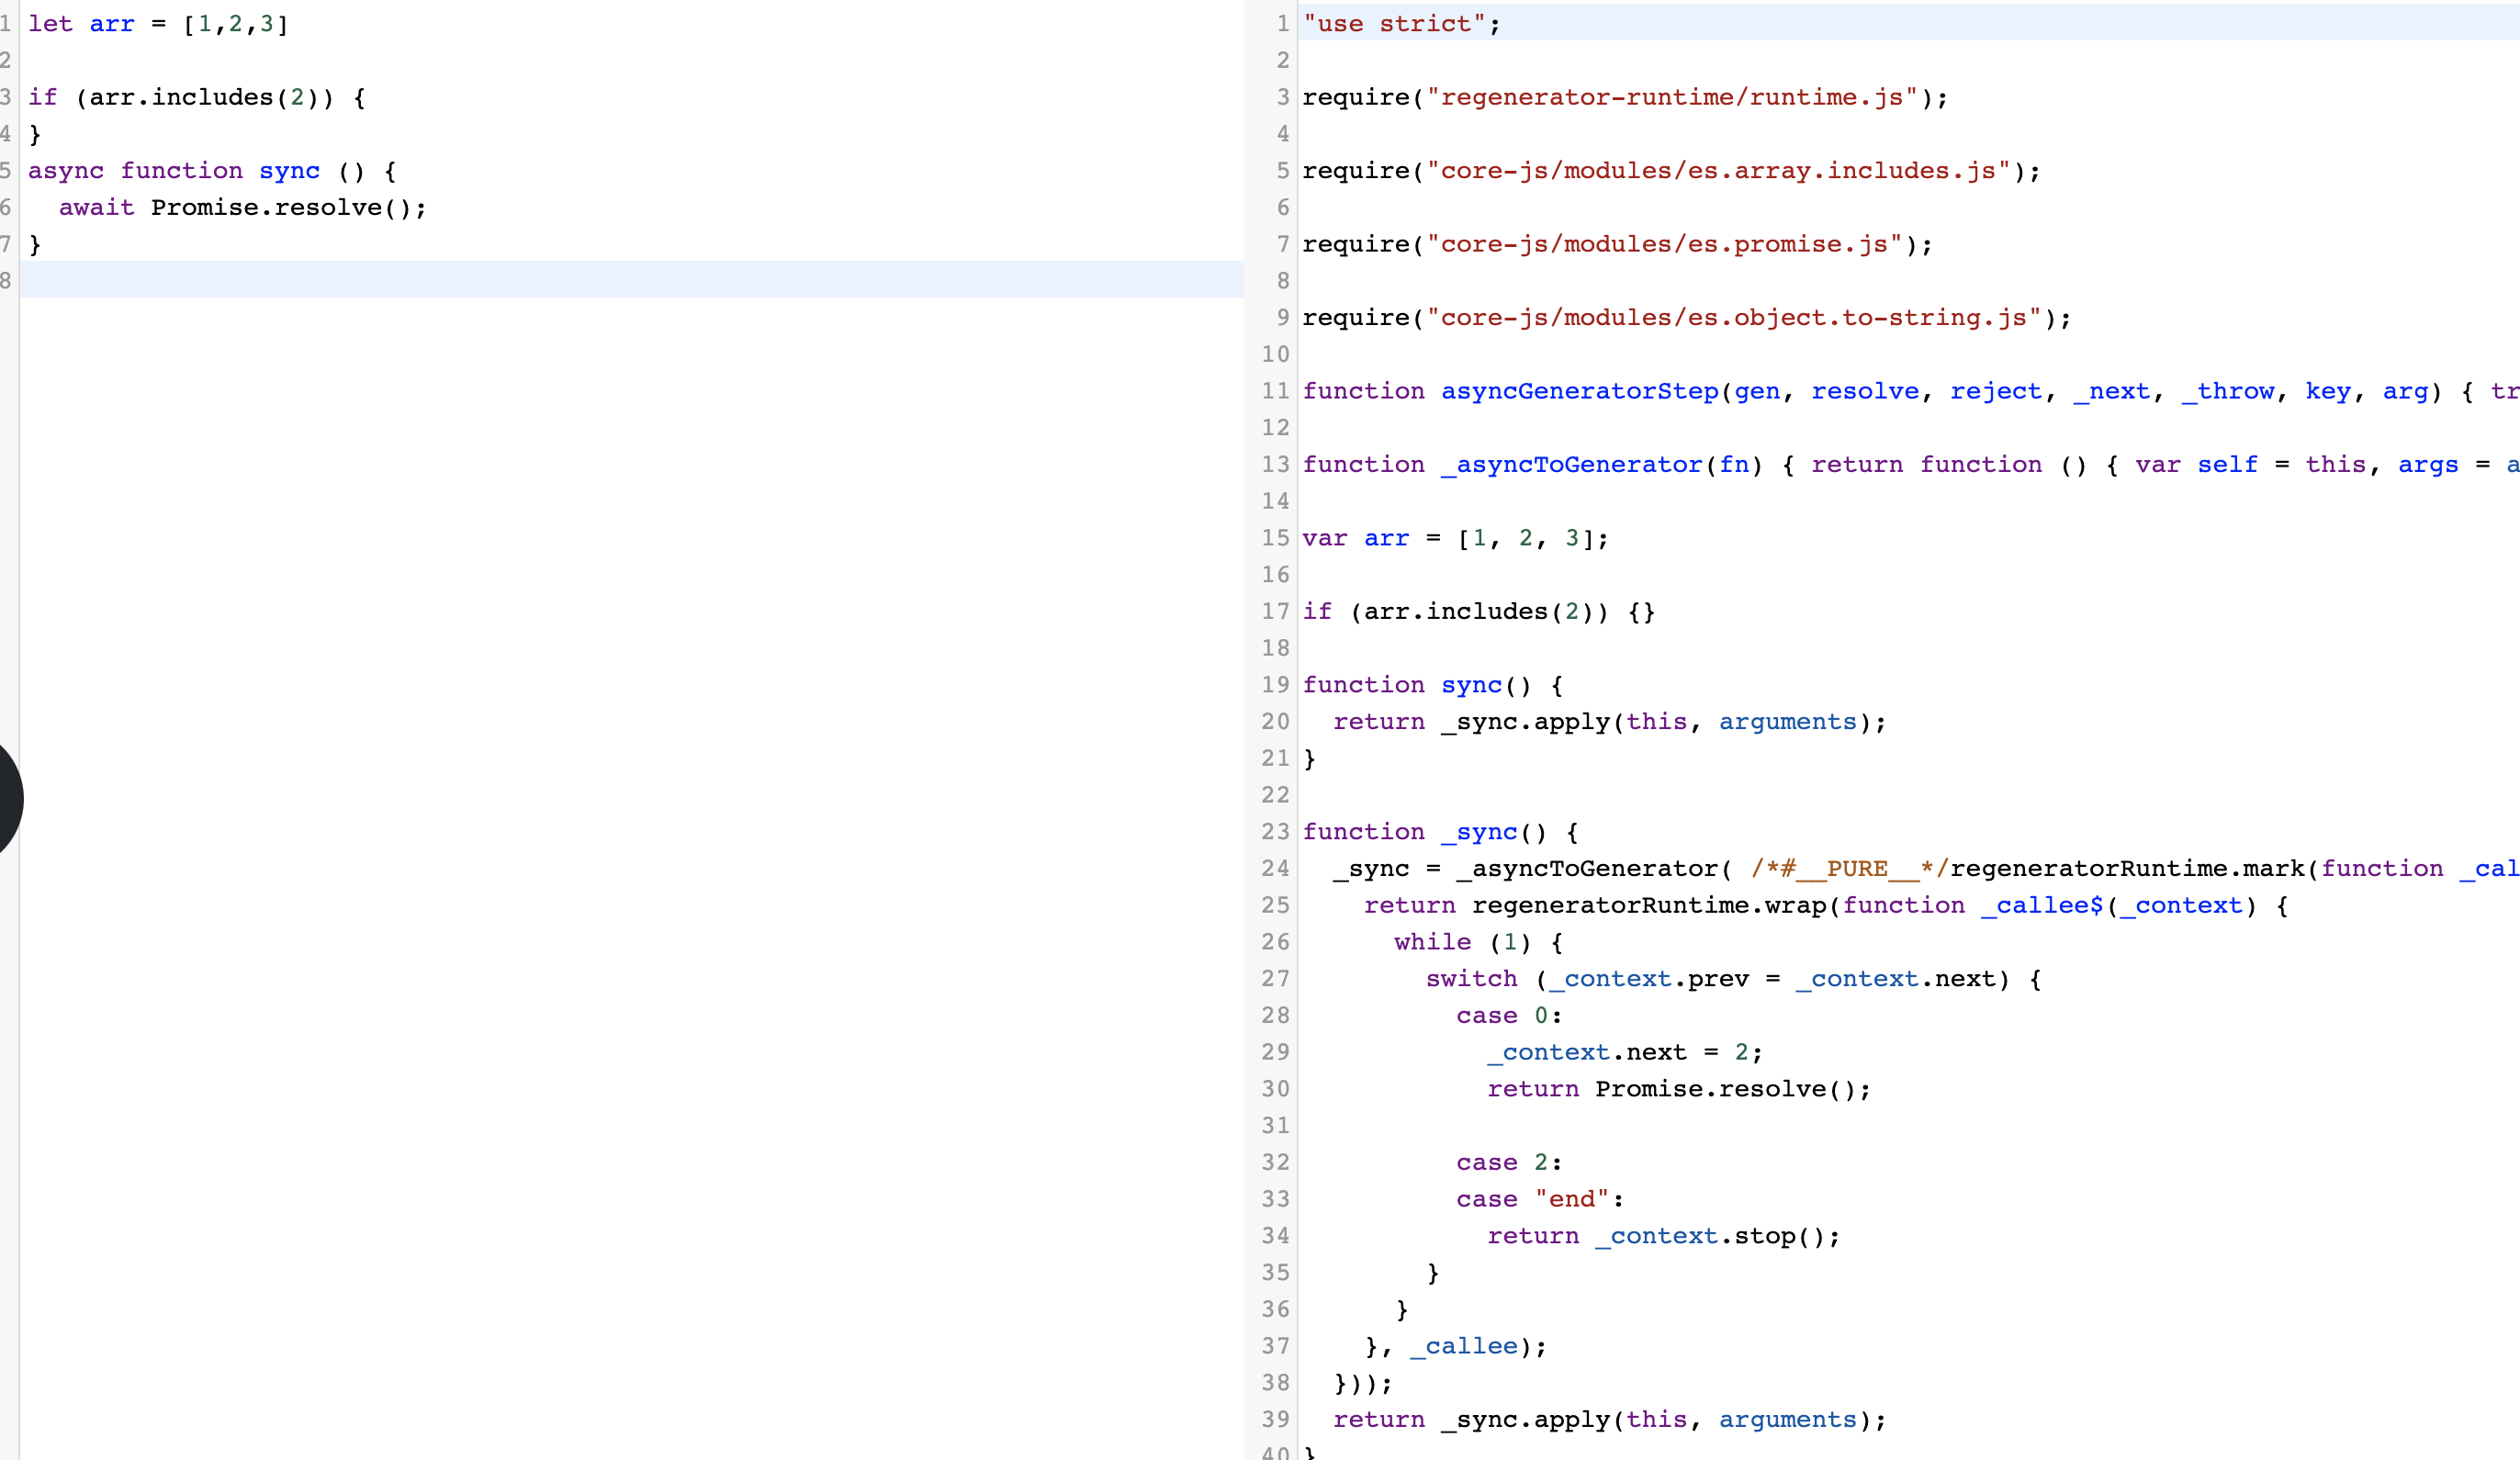 1 let arr = [1,2,3]
2
3 if (arr.includes(2)) {
4 }
5 async function sync () {
6   await Promise.resolve();
7 }
8
1 "use strict";
2
3 require("regenerator-runtime/runtime.js");
4
5 require("core-js/modules/es.array.includes.js");
6
7 require("core-js/modules/es.promise.js");
8
9 require("core-js/modules/es.object.to-string.js");
10
11 function asyncGeneratorStep(gen, resolve, reject, _next, _throw, key, arg) { tr
12
13 function _asyncToGenerator(fn) { return function () { var self = this, args = a
14
15 var arr = [1, 2, 3];
16
17 if (arr.includes(2)) {}
18
19 function sync() {
20   return _sync.apply(this, arguments);
21 }
22
23 function _sync() {
24   _sync = _asyncToGenerator( /*#__PURE__*/regeneratorRuntime.mark(function _cal
25     return regeneratorRuntime.wrap(function _callee$(_context) {
26       while (1) {
27         switch (_context.prev = _context.next) {
28           case 0:
29             _context.next = 2;
30             return Promise.resolve();
31
32           case 2:
33           case "end":
34             return _context.stop();
35         }
36       }
37     }, _callee);
38   }));
39   return _sync.apply(this, arguments);
40 }